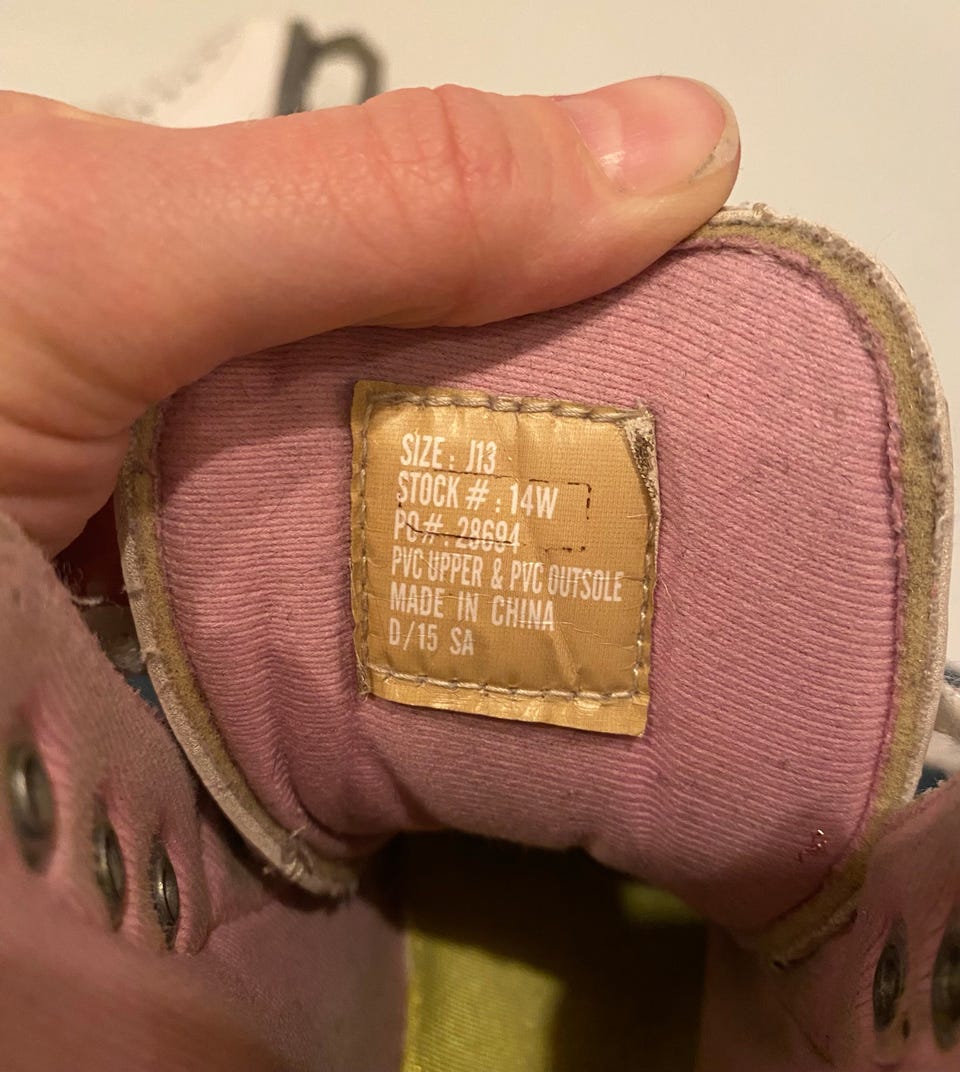 SIZE : J13
STOCK # : 14W
PO# : 28694
PVC UPPER & PVC OUTSOLE
MADE IN CHINA
D/15 SA